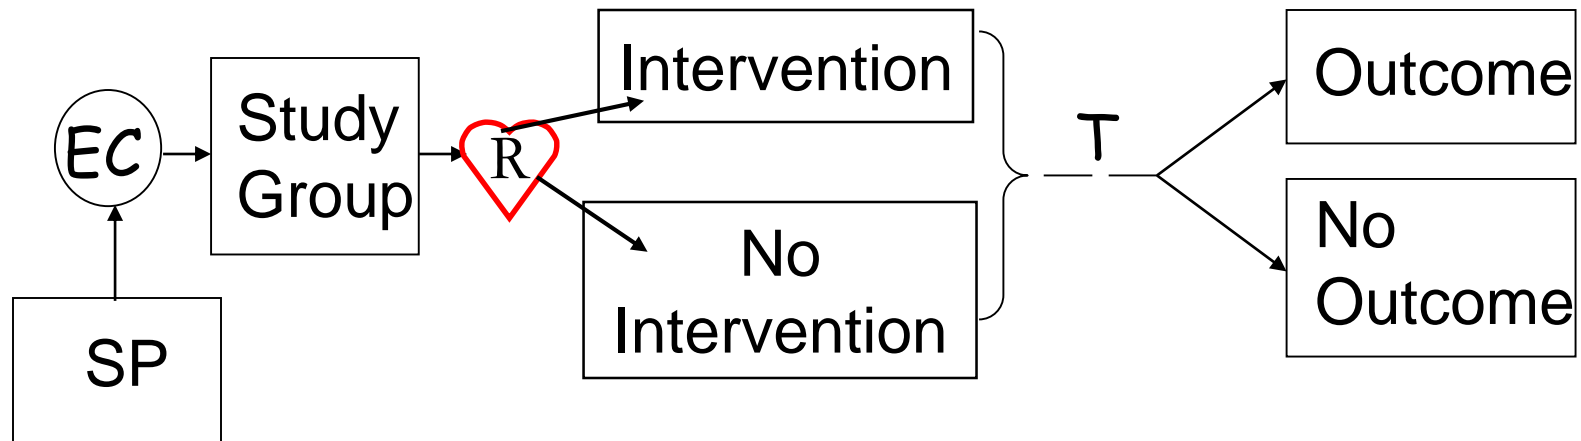 SP
EC
Study
Group
R
Intervention
No
Intervention
T
Outcome
No
Outcome